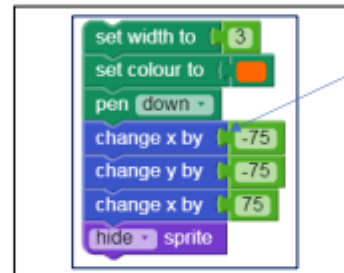 set width to 3
set colour to
pen down
change x by -75
change y by -75
change x by 75
hide sprite